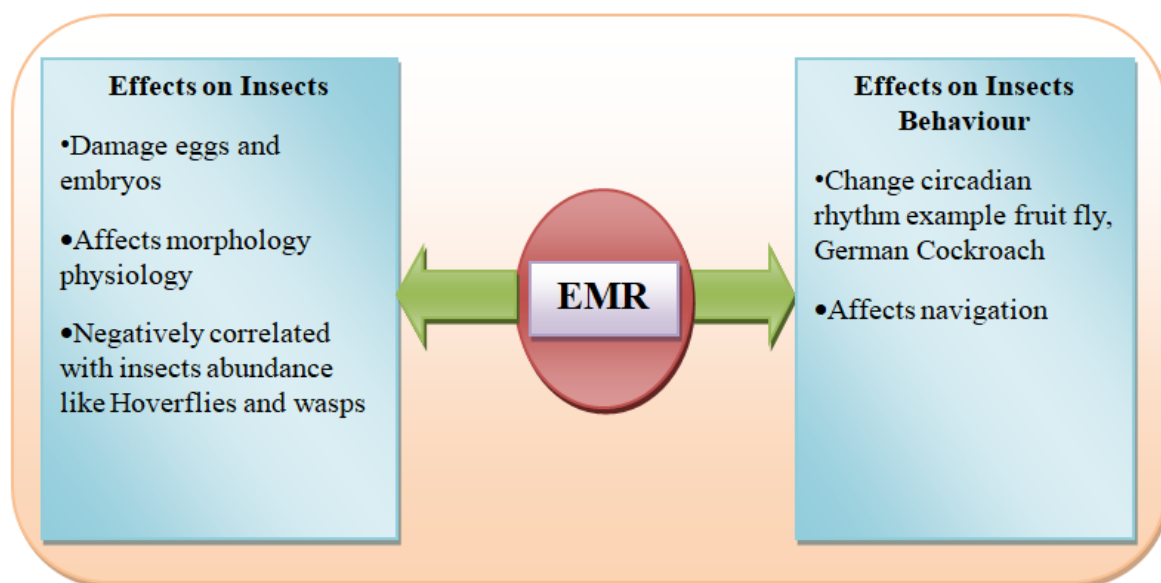 Effects on Insects
•Damage eggs and
embryos
•Affects morphology
physiology
•Negatively correlated
with insects abundance
like Hoverflies and wasps
EMR
Effects on Insects
Behaviour
•Change circadian
rhythm example fruit fly,
German Cockroach
•Affects navigation